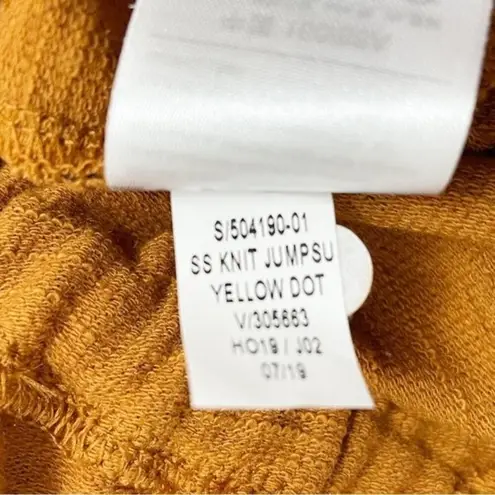 S/504190-01
SS KNIT JUMPSU
YELLOW DOT
V/305663
HO19 / J02
07/19